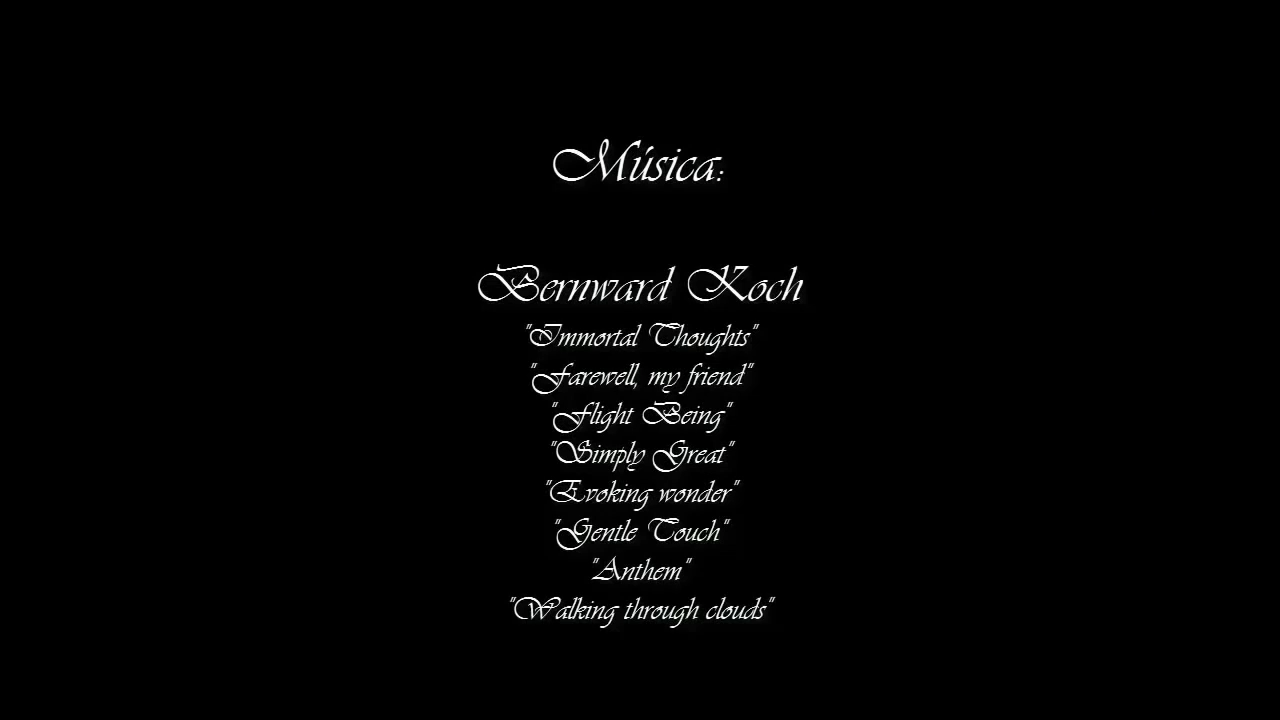 Música:
Bernward Koch
"Immortal Thoughts"
"Farewell, my friend"
"Flight Being"
"Simply Great"
"Evoking wonder"
"Gentle Touch"
"Anthem"
"Walking through clouds"